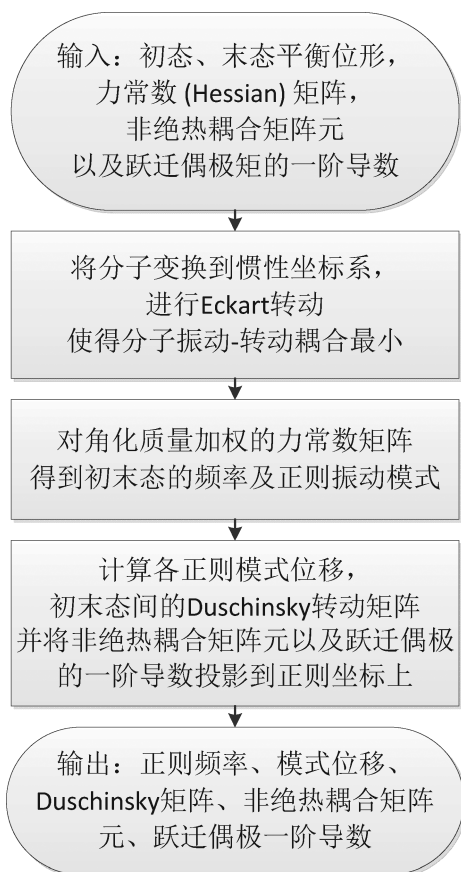 输入：初态、末态平衡位形，
力常数 (Hessian) 矩阵，
非绝热耦合矩阵元
以及跃迁偶极矩的一阶导数
将分子变换到惯性坐标系，
进行Eckart转动
使得分子振动-转动耦合最小
对角化质量加权的力常数矩阵
得到初末态的频率及正则振动模式
计算各正则模式位移，
初末态间的Duschinsky转动矩阵
并将非绝热耦合矩阵元以及跃迁偶极
的一阶导数投影到正则坐标上
输出：正则频率、模式位移、
Duschinsky矩阵、非绝热耦合矩阵
元、跃迁偶极一阶导数